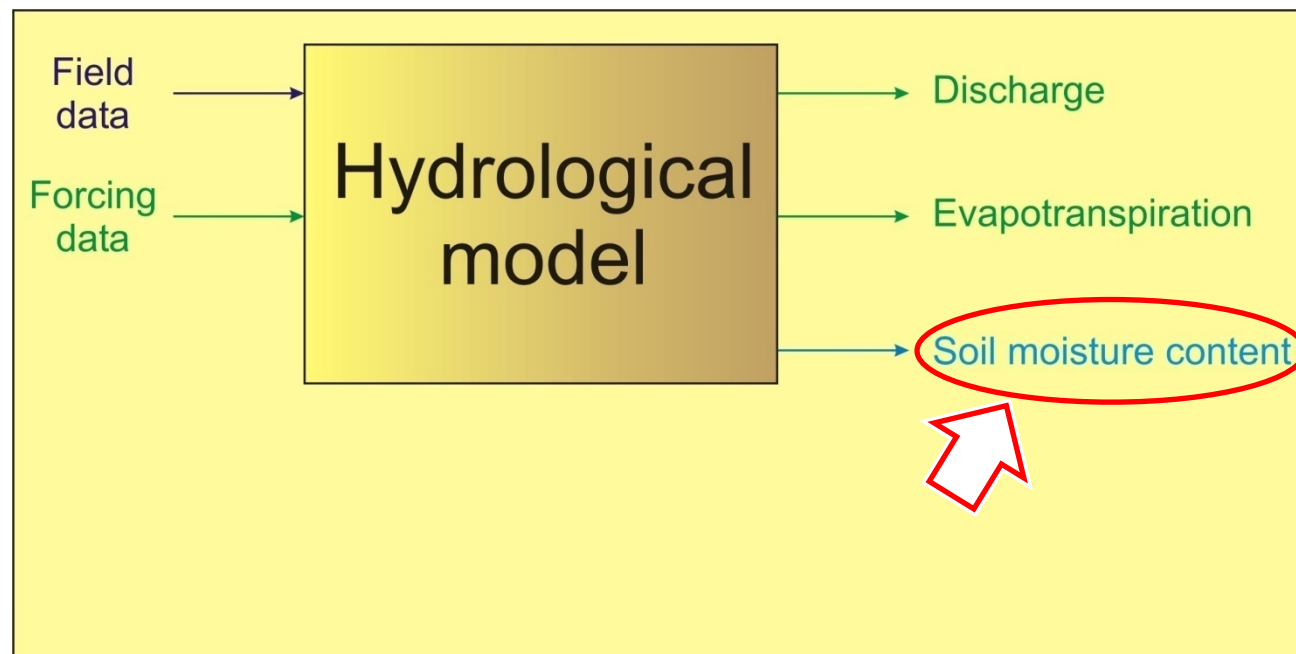 Field
data
Forcing
data
Hydrological
model
Discharge
Evapotranspiration
Soil moisture content